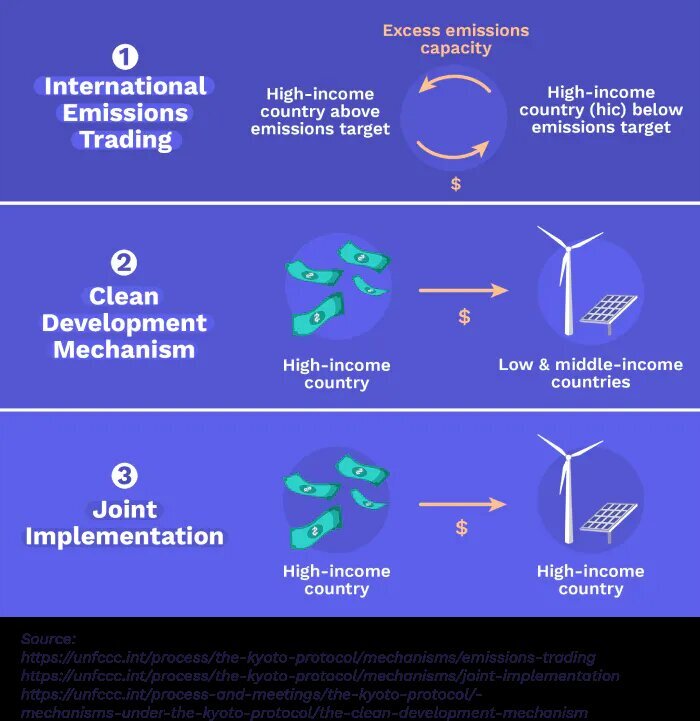 1
International
Emissions
Trading
Excess emissions
capacity
High-income
country above
emissions target
High-income
country (hic) below
emissions target
$
2
Clean
Development
Mechanism
$
High-income
country
Low & middle-income
countries
3
Joint
Implementation
$
High-income
country
High-income
country
Source:
https://unfccc.int/process/the-kyoto-protocol/mechanisms/emissions-trading
https://unfccc.int/process/the-kyoto-protocol/mechanisms/joint-implementation
https://unfccc.int/process-and-meetings/the-kyoto-protocol/-
mechanisms-under-the-kyoto-protocol/the-clean-development-mechanism